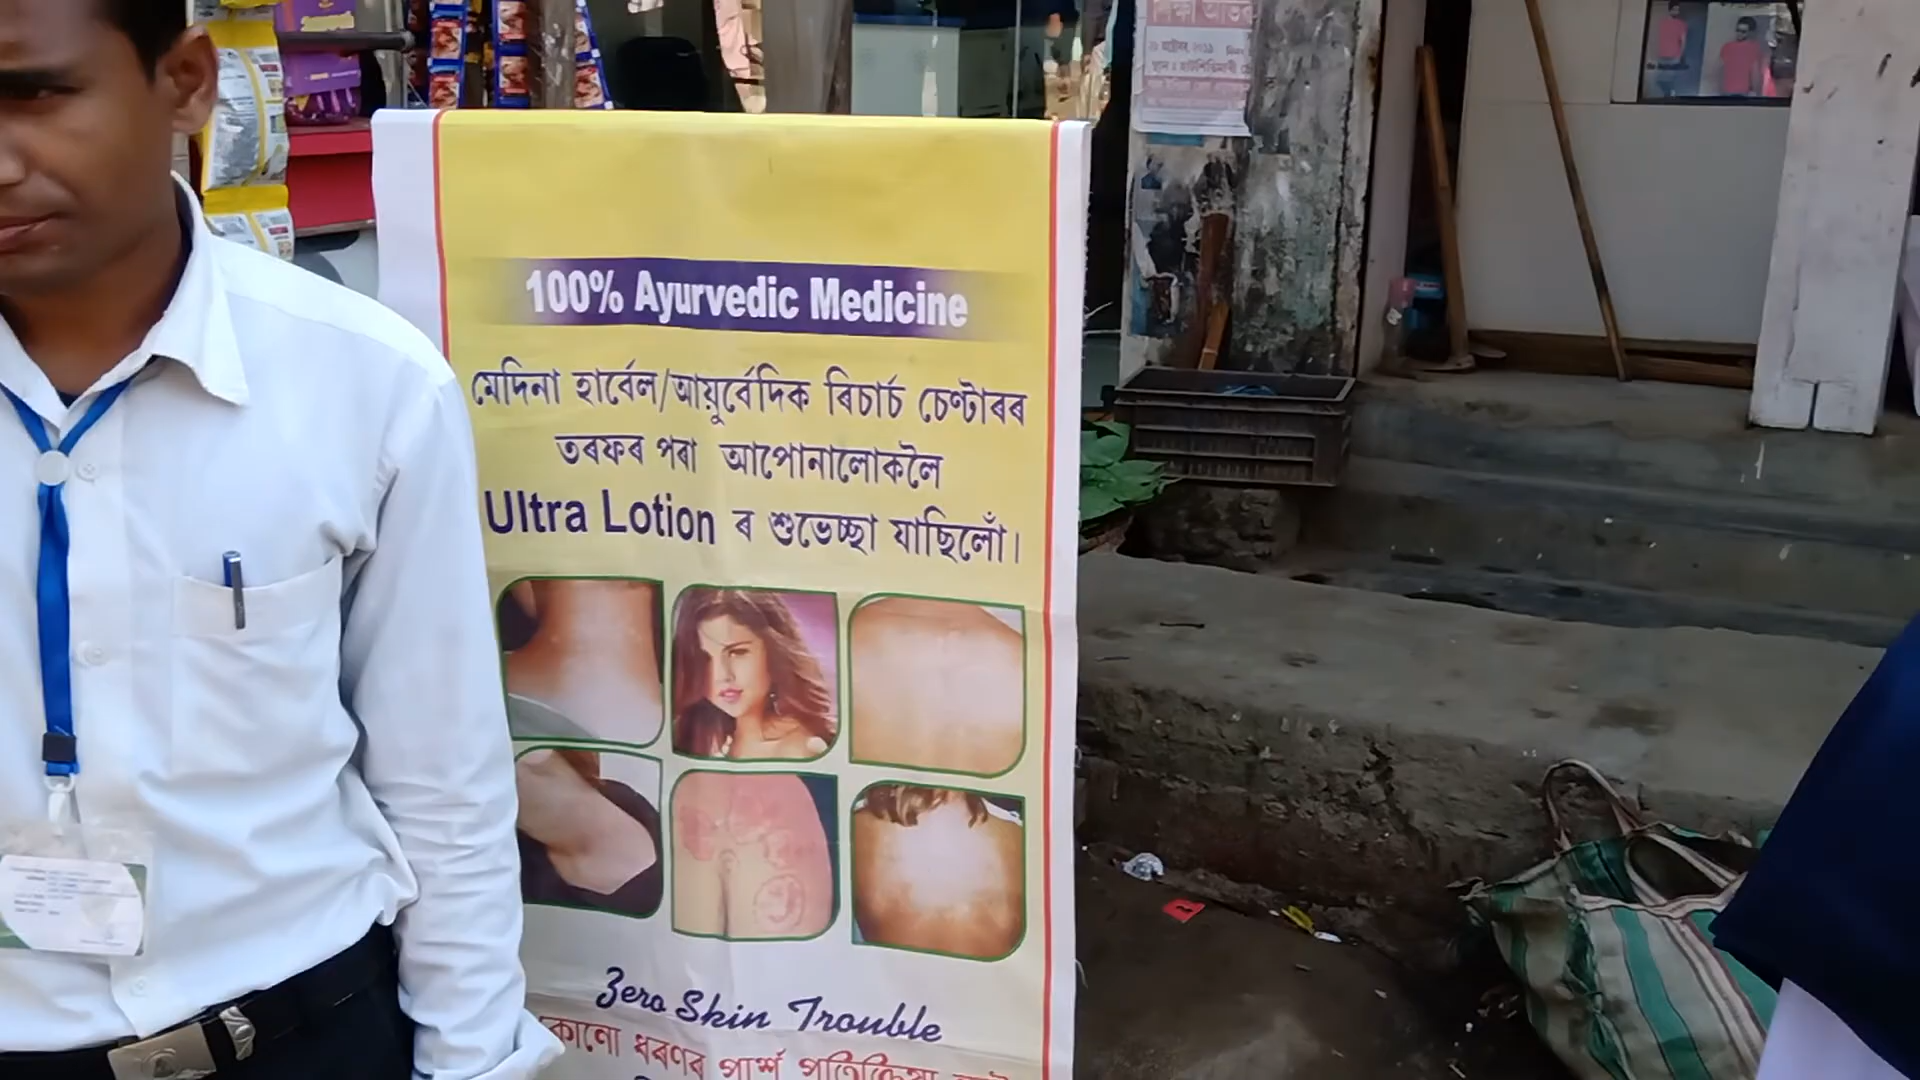 100% Ayurvedic Medicine
মেদিনা হাৰ্বেল/আয়ুৰ্বেদিক ৰিচাৰ্চ চেণ্টাৰৰ
তৰফৰ পৰা আপোনালোকলৈ
Ultra Lotion ৰ শুভেচ্ছা যাছিলোঁ।
Zero Skin Trouble
কোনো ধৰণৰ পাৰ্শ্ব প্ৰতিক্ৰিয়া নাই